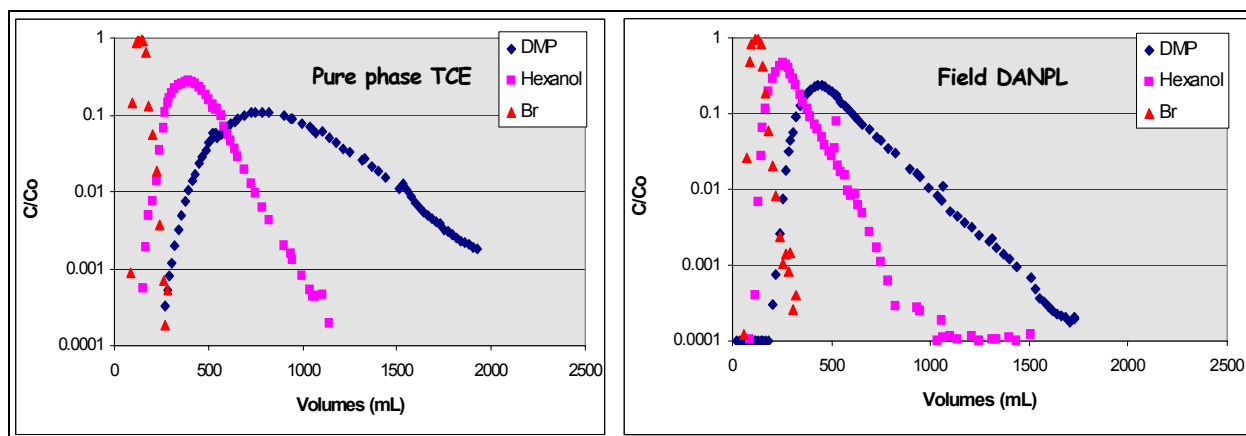 Pure phase TCE
DMP
Hexanol
Br
C/Co
1
0.1
0.01
0.001
0.0001
0
500
1000
1500
2000
2500
Volumes (mL)
Field DANPL
DMP
Hexanol
Br
C/Co
1
0.1
0.01
0.001
0.0001
0
500
1000
1500
2000
2500
Volumes (mL)